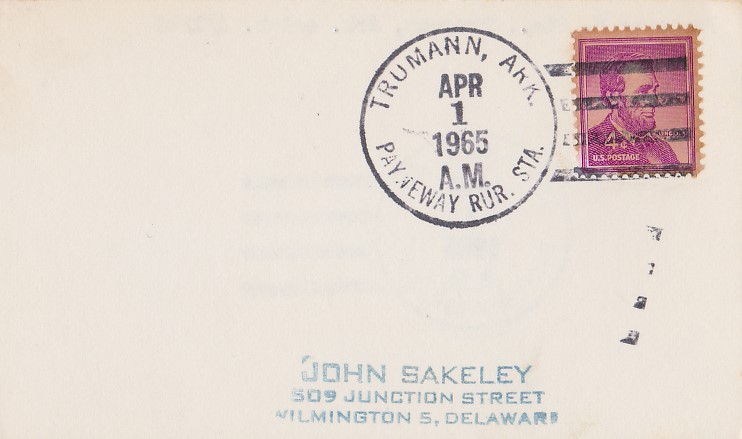 TRUMANN, ARK.
APR
1
1965
A.M.
PAYNEWAY RUR. STA.
4¢
U.S. POSTAGE
JOHN SAKELEY
509 JUNCTION STREET
WILMINGTON 5, DELAWARE